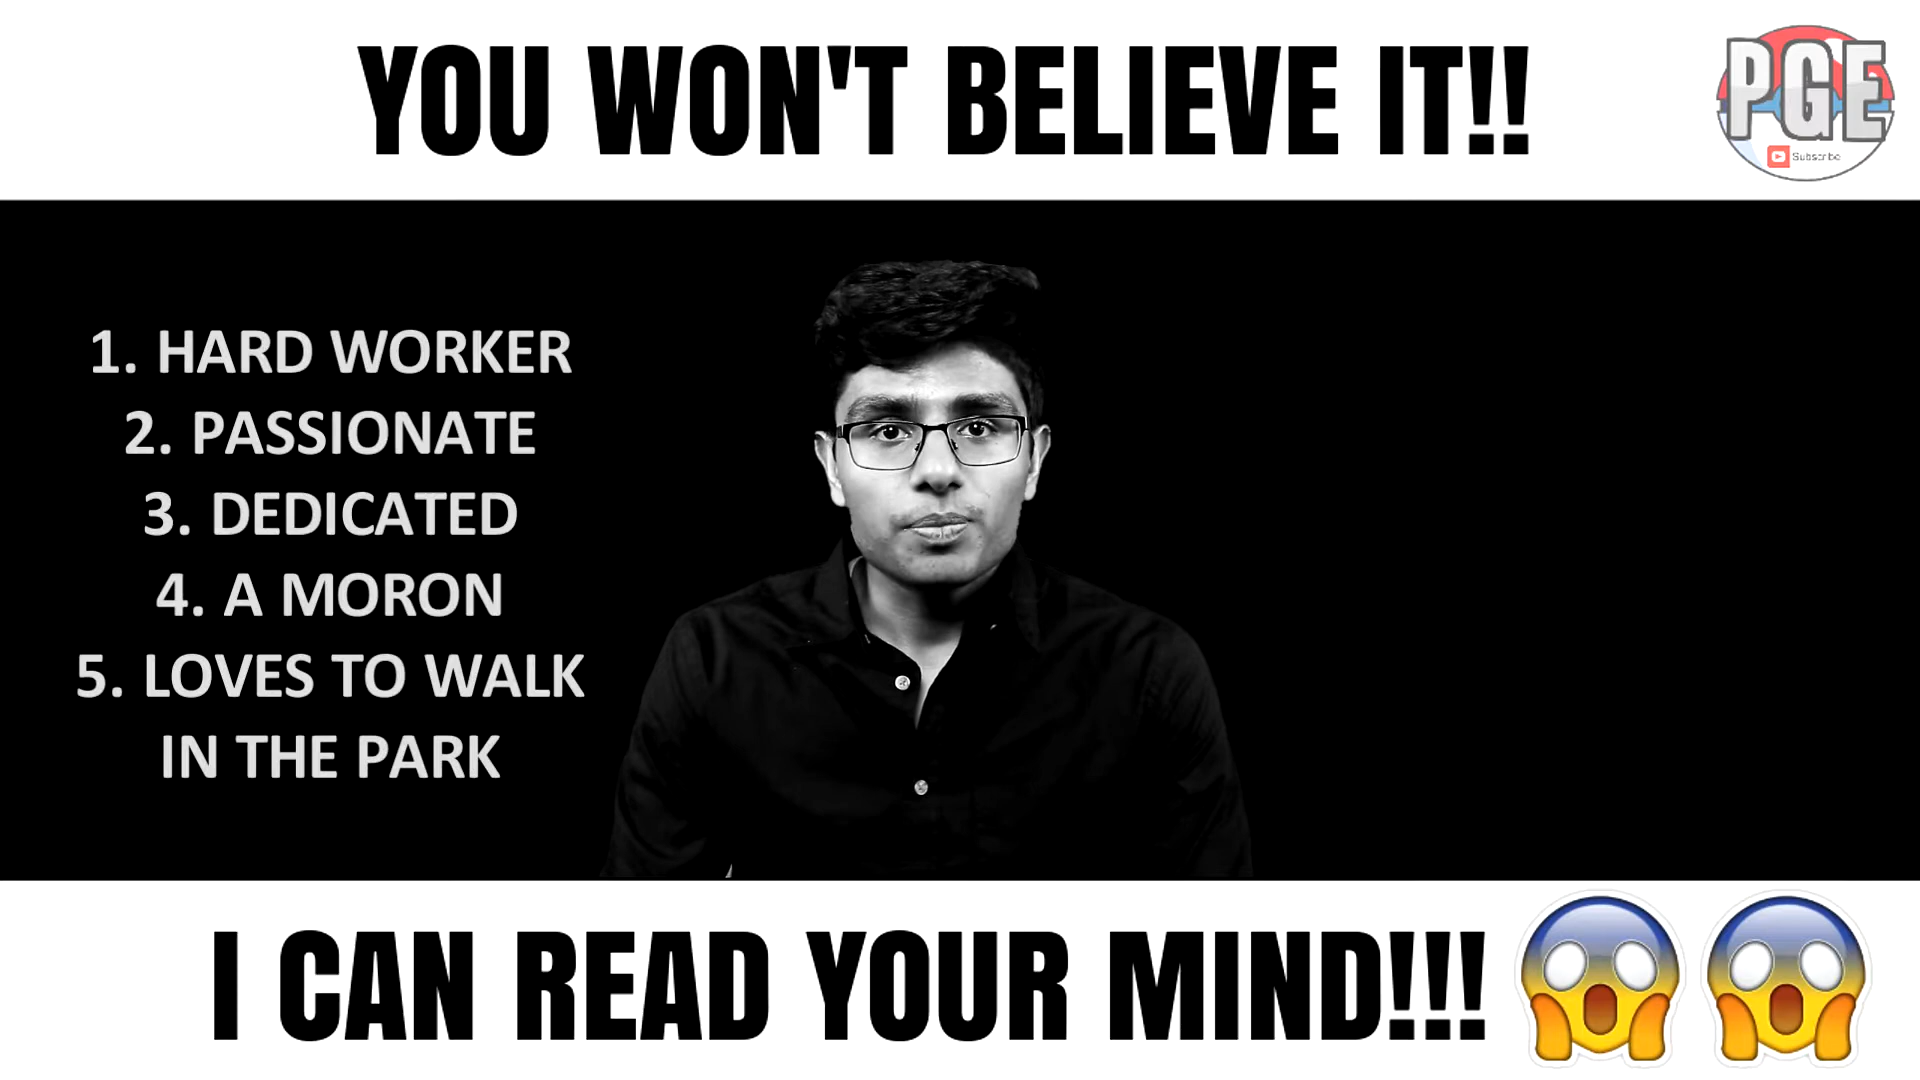 YOU WON'T BELIEVE IT!!
PGE
Subscribe
1. HARD WORKER
2. PASSIONATE
3. DEDICATED
4. A MORON
5. LOVES TO WALK
IN THE PARK
I CAN READ YOUR MIND!!!